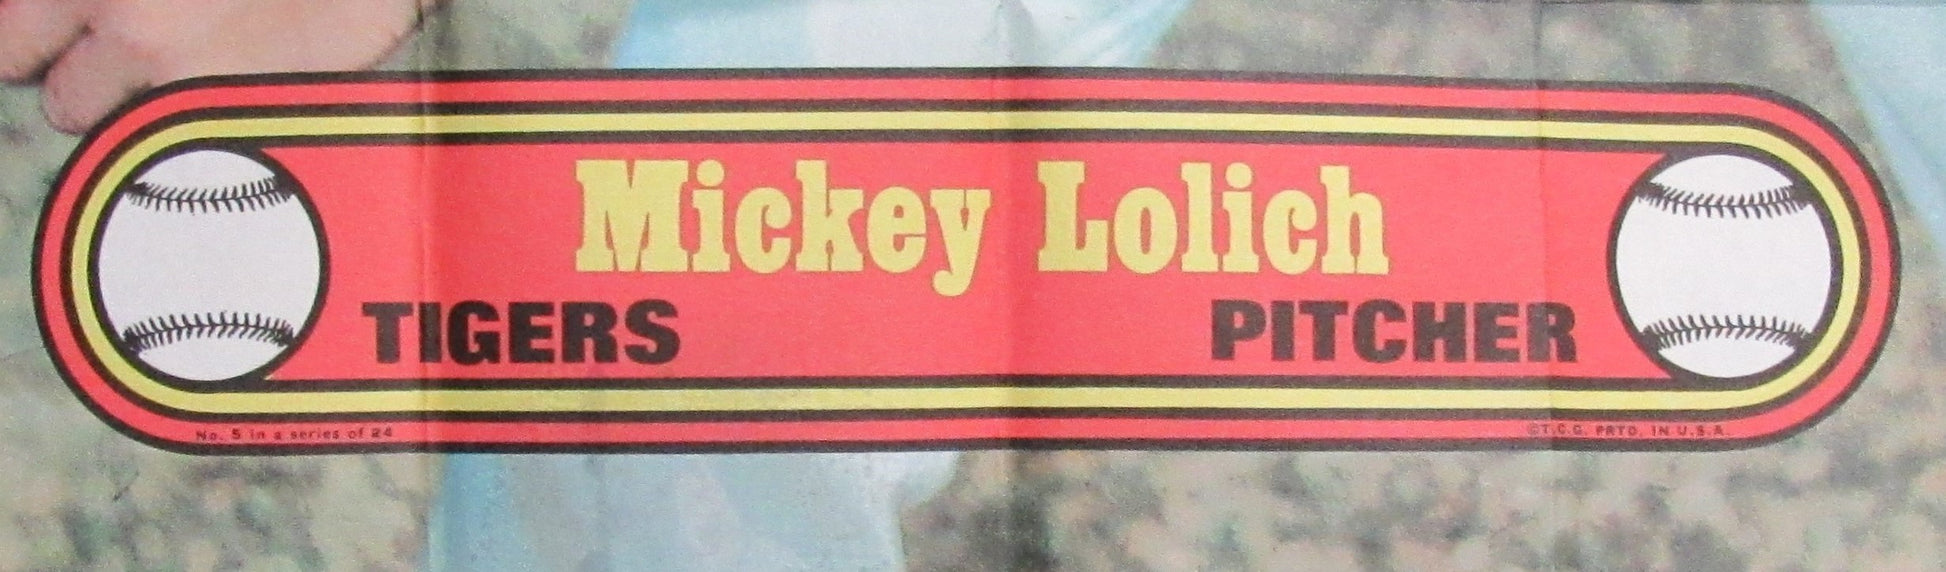 Mickey Lolich
TIGERS PITCHER
No. 5 in a series of 24
©T.C.G. PRTD. IN U.S.A.